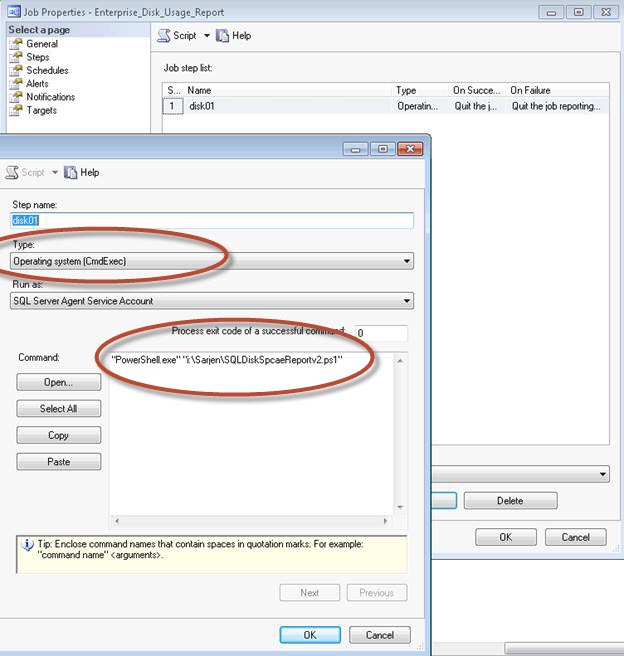 Job Properties - Enterprise_Disk_Usage_Report
Select a page
General
Steps
Schedules
Alerts
Notifications
Targets
Script
Help
Job step list:
S... Name Type On Succe... On Failure
1 disk01 Operatin... Quit the j... Quit the job reporting...
Script
Help
Step name:
disk01
Type:
Operating system (CmdExec)
Run as:
SQL Server Agent Service Account
Process exit code of a successful command: 0
Command:
"PowerShell.exe" "i:\Sarjen\SQLDiskSpcaeReportv2.ps1"
Open...
Select All
Copy
Paste
Tip: Enclose command names that contain spaces in quotation marks. For example:
"command name" <arguments>.
Next
Previous
OK
Cancel
Delete
OK
Cancel